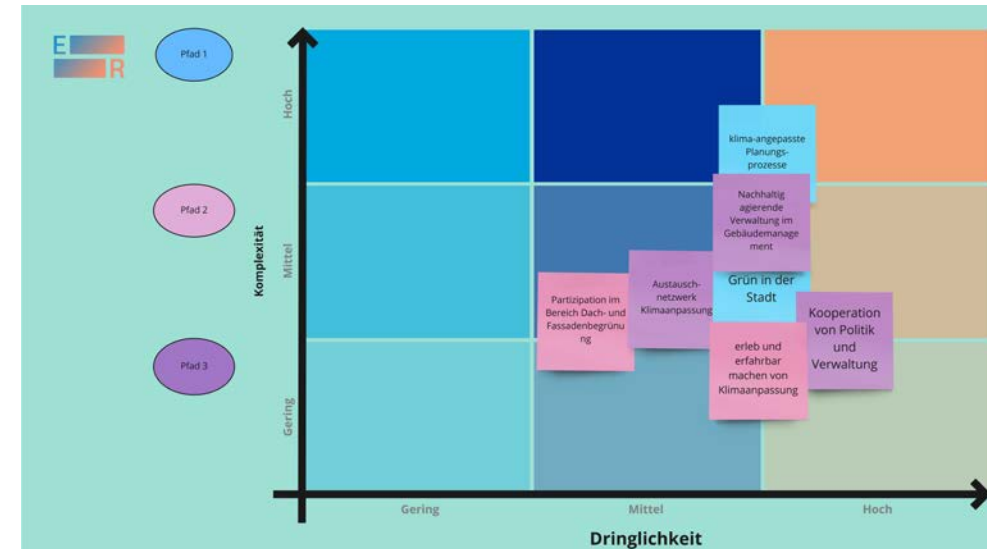 E
R
Pfad 1
Pfad 2
Pfad 3
Komplexität
Hoch
Mittel
Gering
klima-angepasste
Planungs-
prozesse
Nachhaltig
agierende
Verwaltung im
Gebäudemanage
ment
Grün in der
Stadt
Austausch-
netzwerk
Klimaanpassung
Partizipation im
Bereich Dach- und
Fassadenbegrünu
ng
Kooperation
von Politik
und
Verwaltung
erleb und
erfahrbar
machen von
Klimaanpassung
Gering
Mittel
Hoch
Dringlichkeit